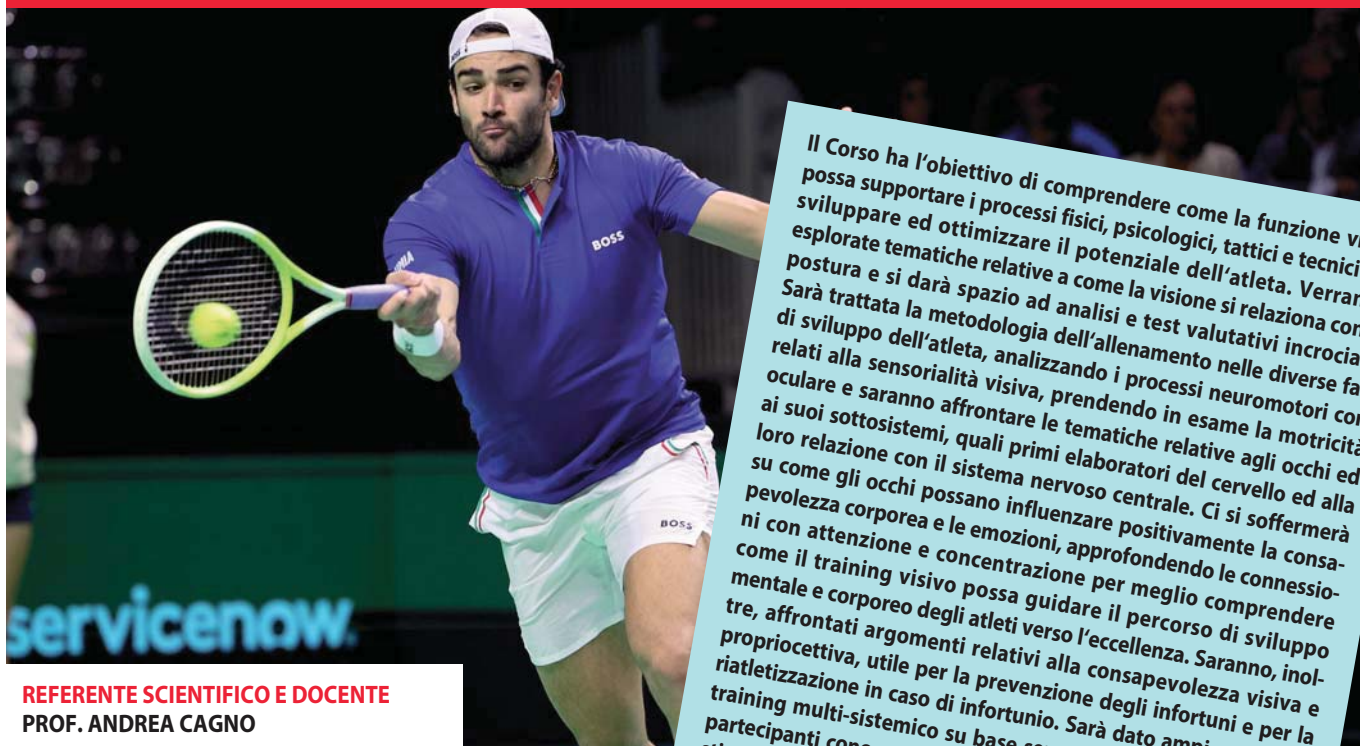 BOSS
BOSS
servicenow.
REFERENTE SCIENTIFICO E DOCENTE
PROF. ANDREA CAGNO
Il Corso ha l'obiettivo di comprendere come la funzione vi
possa supportare i processi fisici, psicologici, tattici e tecnici
sviluppare ed ottimizzare il potenziale dell'atleta. Verran
esplorate tematiche relative a come la visione si relaziona con
postura e si darà spazio ad analisi e test valutativi incrocia
Sarà trattata la metodologia dell'allenamento nelle diverse fa
di sviluppo dell'atleta, analizzando i processi neuromotori cor
relati alla sensorialità visiva, prendendo in esame la motricità
oculare e saranno affrontare le tematiche relative agli occhi ed
ai suoi sottosistemi, quali primi elaboratori del cervello ed alla
loro relazione con il sistema nervoso centrale. Ci si soffermerà
su come gli occhi possano influenzare positivamente la consa-
pevolezza corporea e le emozioni, approfondendo le connessio-
ni con attenzione e concentrazione per meglio comprendere
come il training visivo possa guidare il percorso di sviluppo
mentale e corporeo degli atleti verso l'eccellenza. Saranno, inol-
tre, affrontati argomenti relativi alla consapevolezza visiva e
propriocettiva, utile per la prevenzione degli infortuni e per la
riatletizzazione in caso di infortunio. Sarà dato
training multi-sistemico su base
partecipanti